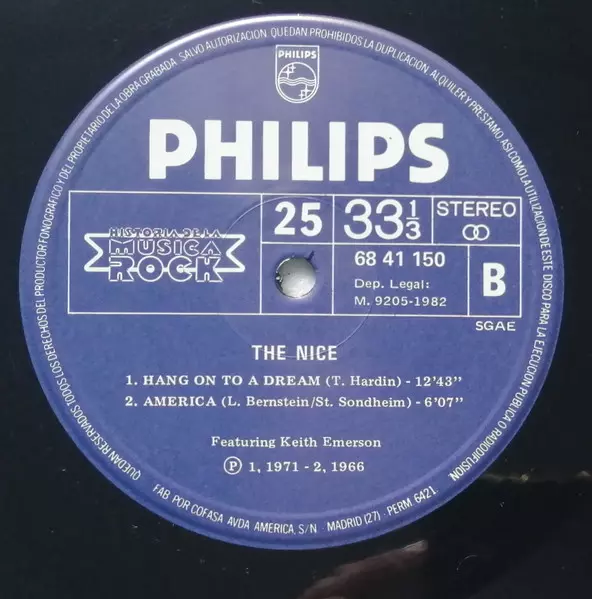 QUEDAN RESERVADOS TODOS LOS DERECHOS DEL PRODUCTOR FONOGRAFICO Y DEL PROPIETARIO DE LA OBRA GRABADA. SALVO AUTORIZACION, QUEDAN PROHIBIDOS LA DUPLICACION, ALQUILER Y PRESTAMO, ASI COMO LA UTILIZACION DE ESTE DISCO PARA LA EJECUCION PUBLICA O RADIODIFUSION.
PHILIPS
PHILIPS
HISTORIA DE LA
MUSICA
ROCK
25
33 1/3
STEREO
68 41 150
Dep. Legal:
M. 9205-1982
B
SGAE
THE NICE
1. HANG ON TO A DREAM (T. Hardin) - 12'43"
2. AMERICA (L. Bernstein/St. Sondheim) - 6'07"
Featuring Keith Emerson
Ⓟ 1, 1971 - 2, 1966
FAB. POR COFASA AVDA. AMERICA, S/N - MADRID (27) - PERM. 6421.